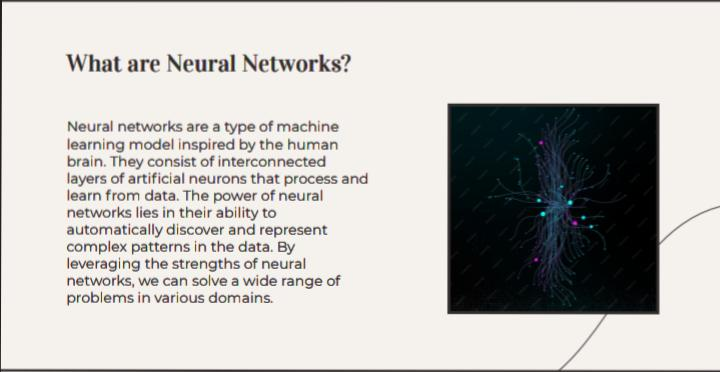 What are Neural Networks?
Neural networks are a type of machine
learning model inspired by the human
brain. They consist of interconnected
layers of artificial neurons that process and
learn from data. The power of neural
networks lies in their ability to
automatically discover and represent
complex patterns in the data. By
leveraging the strengths of neural
networks, we can solve a wide range of
problems in various domains.